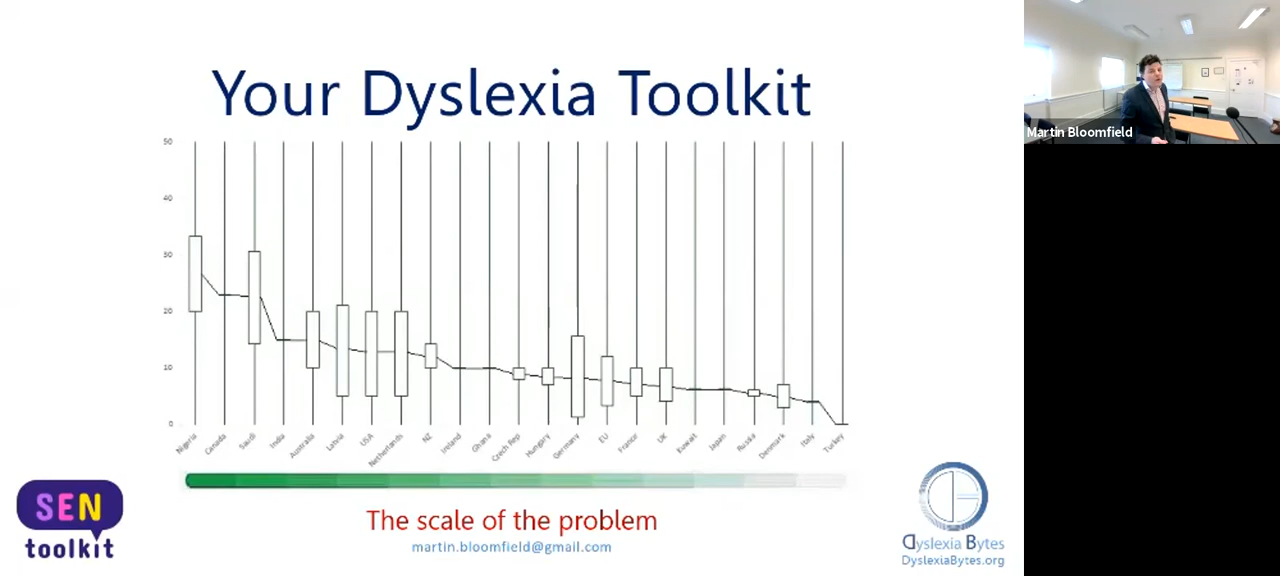 Your Dyslexia Toolkit
Martin Bloomfield
50
40
30
20
10
0
Nigeria
Canada
Saudi
India
Australia
Latvia
USA
Netherlands
NZ
Ireland
Ghana
Czech Rep
Hungary
Germany
EU
France
UK
Kuwait
Japan
Russia
Denmark
Italy
Turkey
The scale of the problem
martin.bloomfield@gmail.com
SEN
toolkit
Dyslexia Bytes
DyslexiaBytes.org